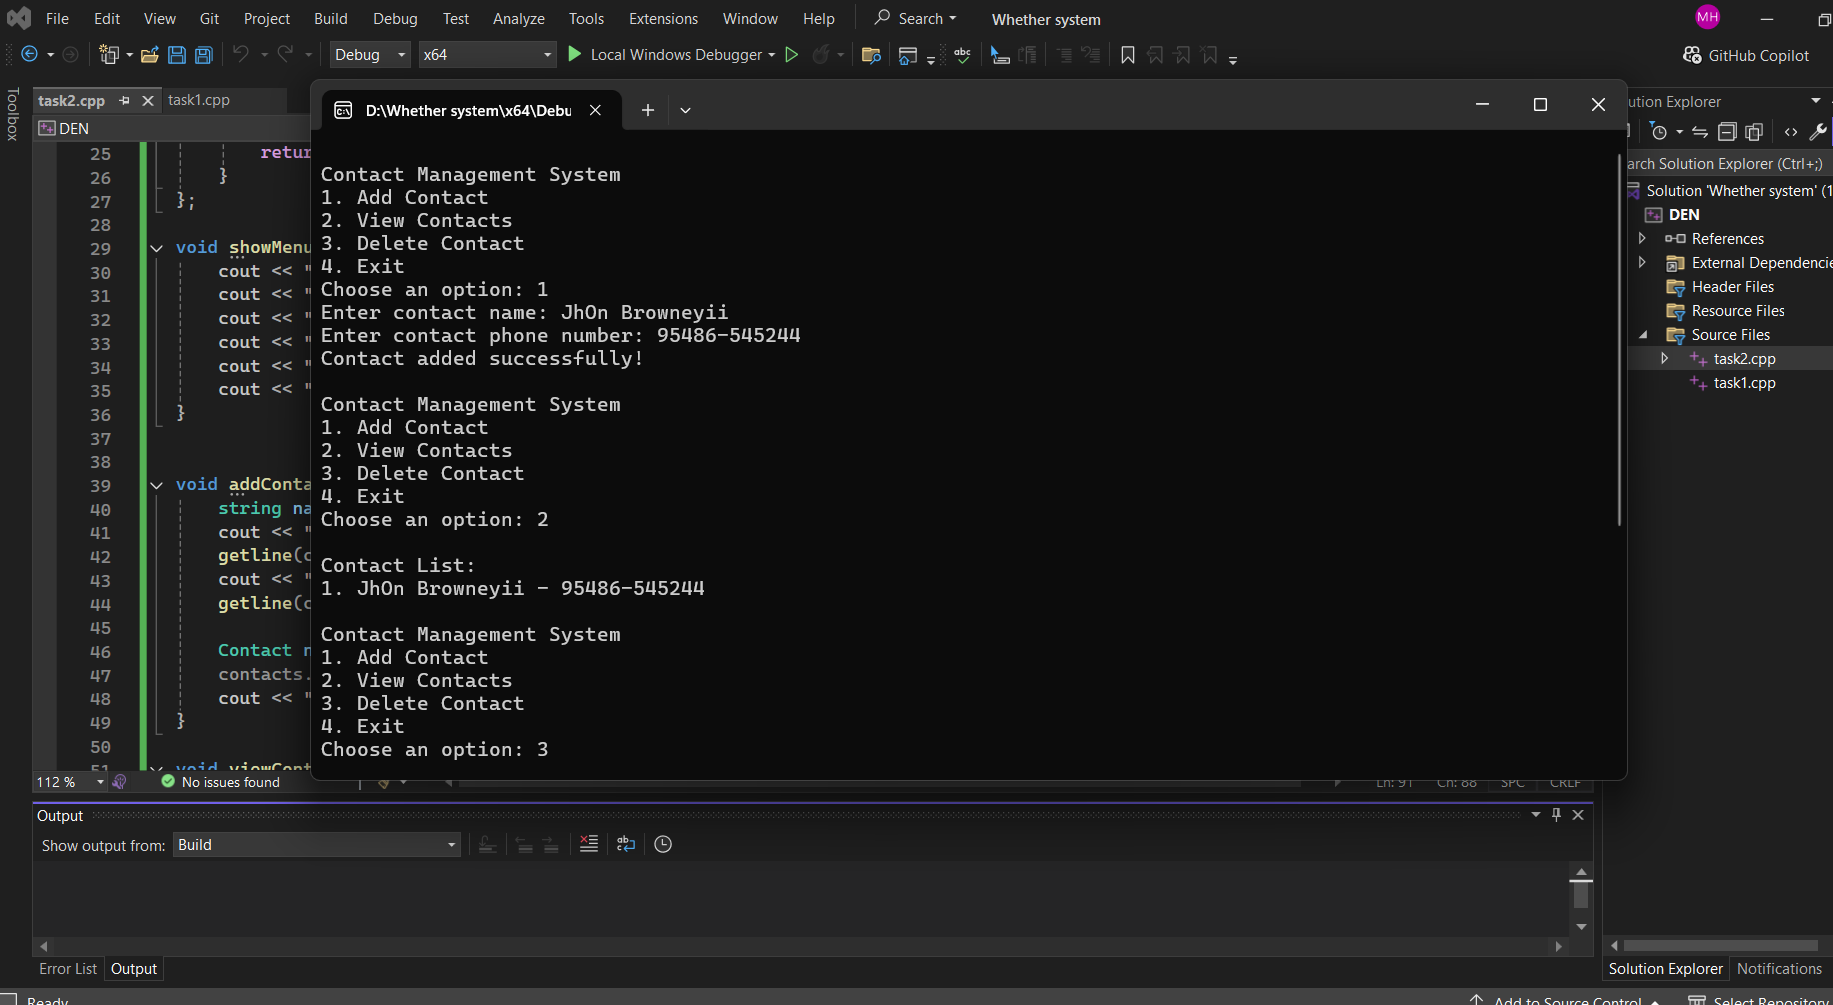 File Edit View Git Project Build Debug Test Analyze Tools Extensions Window Help Search Whether system MH
Debug x64 Local Windows Debugger GitHub Copilot
Toolbox
task2.cpp task1.cpp
DEN
25 retur
26 }
27 };
28
29 void showMenu
30 cout << "
31 cout << "
32 cout << "
33 cout << "
34 cout << "
35 cout << "
36 }
37
38
39 void addConta
40 string na
41 cout << "
42 getline(c
43 cout << "
44 getline(c
45
46 Contact n
47 contacts.
48 cout << "
49 }
50
51 void viewCont
112 % No issues found Ln: 91 Ch: 88 SPC CRLF
D:\Whether system\x64\Debu
Contact Management System
1. Add Contact
2. View Contacts
3. Delete Contact
4. Exit
Choose an option: 1
Enter contact name: JhOn Browneyii
Enter contact phone number: 95486-545244
Contact added successfully!
Contact Management System
1. Add Contact
2. View Contacts
3. Delete Contact
4. Exit
Choose an option: 2
Contact List:
1. JhOn Browneyii - 95486-545244
Contact Management System
1. Add Contact
2. View Contacts
3. Delete Contact
4. Exit
Choose an option: 3
ution Explorer
arch Solution Explorer (Ctrl+;)
Solution 'Whether system' (1
DEN
References
External Dependencie
Header Files
Resource Files
Source Files
task2.cpp
task1.cpp
Output
Show output from: Build
Error List Output
Solution Explorer Notifications
Ready Add to Source Control Select Repository